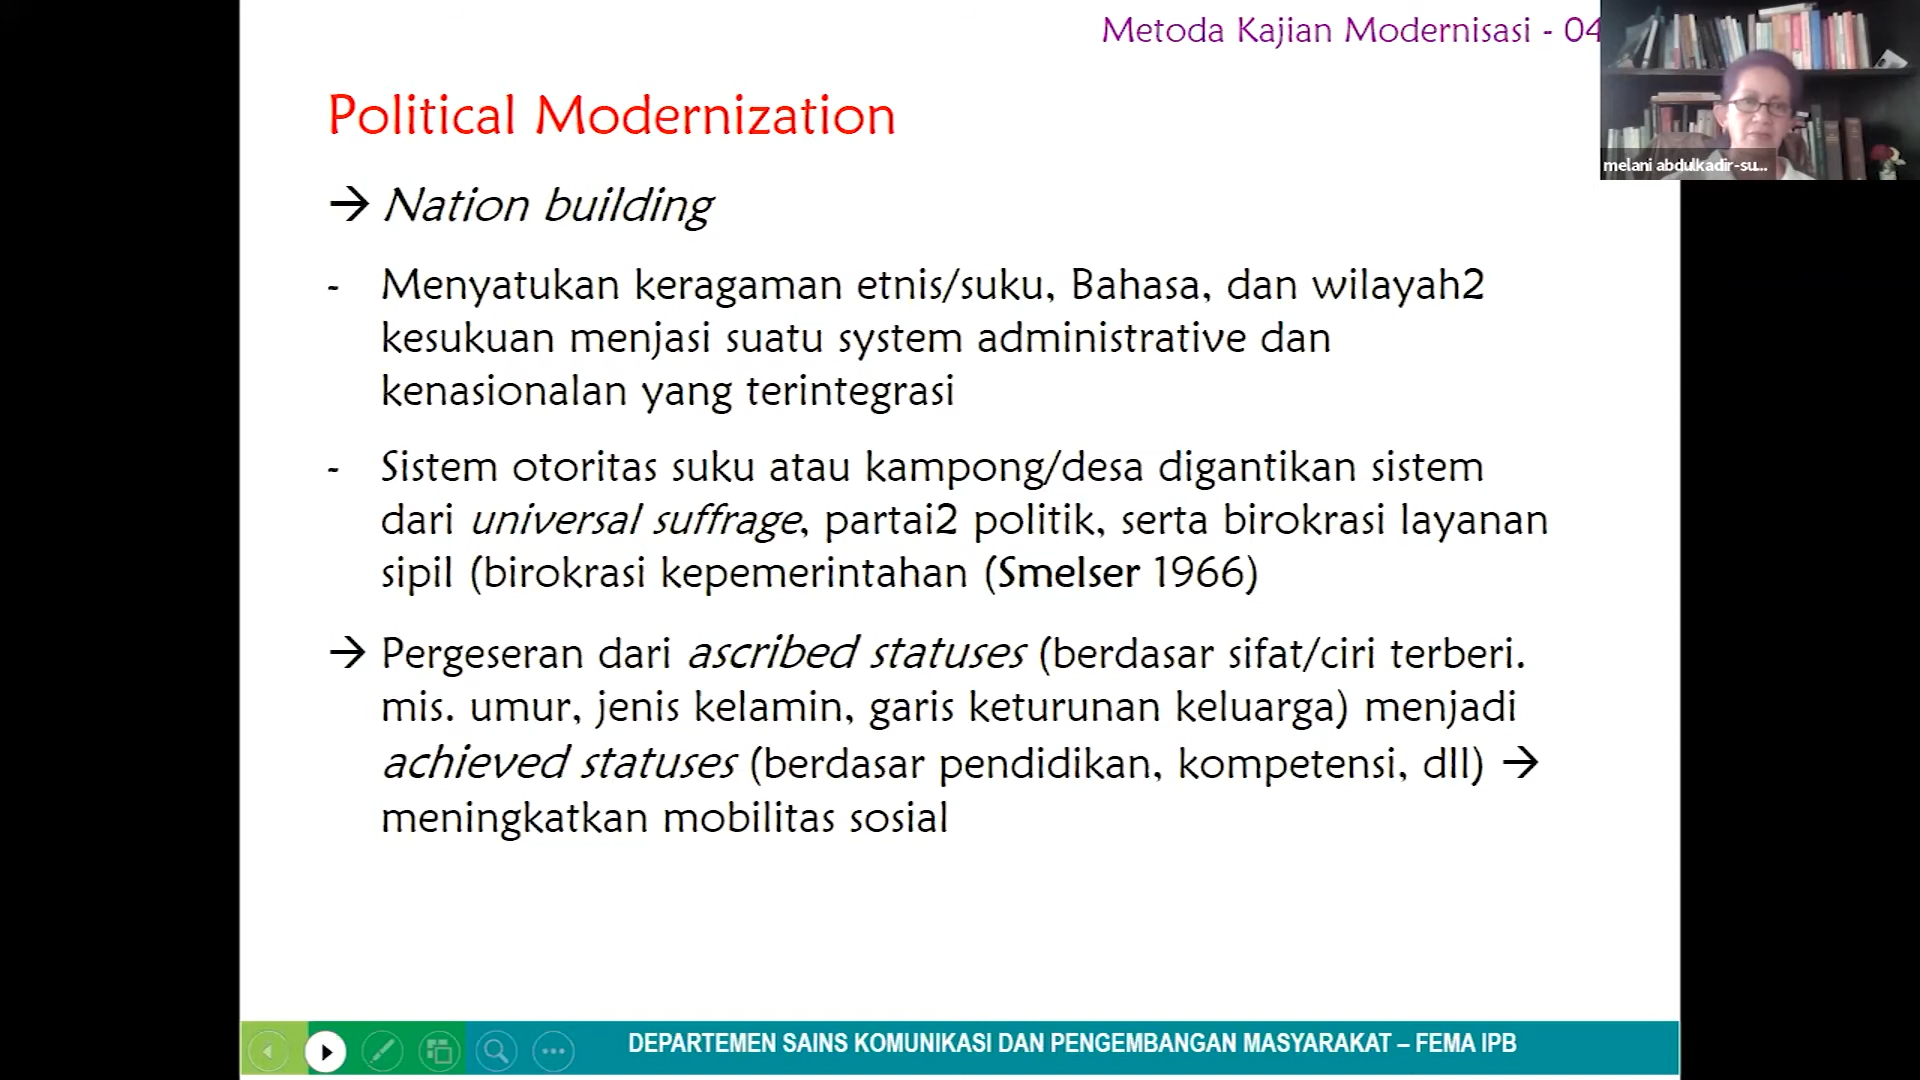 Metoda Kajian Modernisasi - 04
melani abdulkadir-su...
Political Modernization
→ Nation building
- Menyatukan keragaman etnis/suku, Bahasa, dan wilayah2
kesukuan menjasi suatu system administrative dan
kenasionalan yang terintegrasi
- Sistem otoritas suku atau kampong/desa digantikan sistem
dari universal suffrage, partai2 politik, serta birokrasi layanan
sipil (birokrasi kepemerintahan (Smelser 1966)
→ Pergeseran dari ascribed statuses (berdasar sifat/ciri terberi.
mis. umur, jenis kelamin, garis keturunan keluarga) menjadi
achieved statuses (berdasar pendidikan, kompetensi, dll) →
meningkatkan mobilitas sosial
DEPARTEMEN SAINS KOMUNIKASI DAN PENGEMBANGAN MASYARAKAT – FEMA IPB